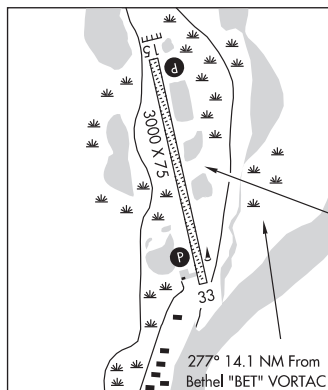 15
P
3000 X 75
P
33
277° 14.1 NM From
Bethel "BET" VORTAC